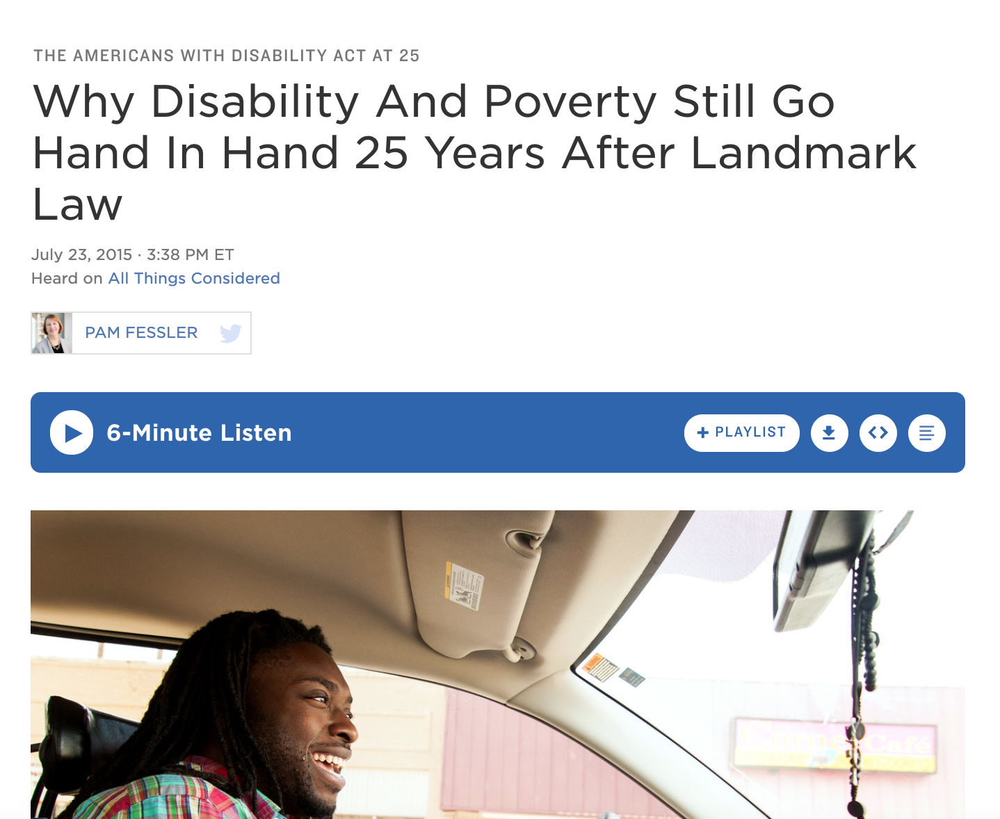 THE AMERICANS WITH DISABILITY ACT AT 25
Why Disability And Poverty Still Go
Hand In Hand 25 Years After Landmark
Law
July 23, 2015 · 3:38 PM ET
Heard on All Things Considered
PAM FESSLER
6-Minute Listen
+ PLAYLIST
Corner Café